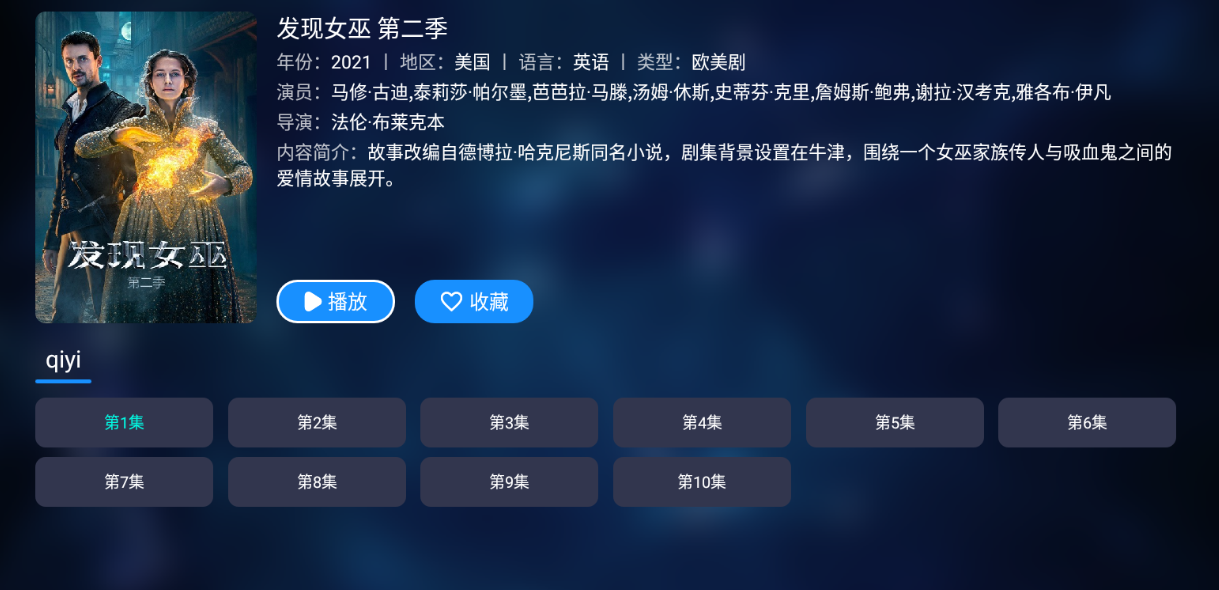 发现女巫 第二季
年份：2021 | 地区：美国 | 语言：英语 | 类型：欧美剧
演员：马修·古迪,泰莉莎·帕尔墨,芭芭拉·马滕,汤姆·休斯,史蒂芬·克里,詹姆斯·鲍弗,谢拉·汉考克,雅各布·伊凡
导演：法伦·布莱克本
内容简介：故事改编自德博拉·哈克尼斯同名小说，剧集背景设置在牛津，围绕一个女巫家族传人与吸血鬼之间的
爱情故事展开。
发现女巫
第二季
播放 收藏
qiyi
第1集 第2集 第3集 第4集 第5集 第6集
第7集 第8集 第9集 第10集